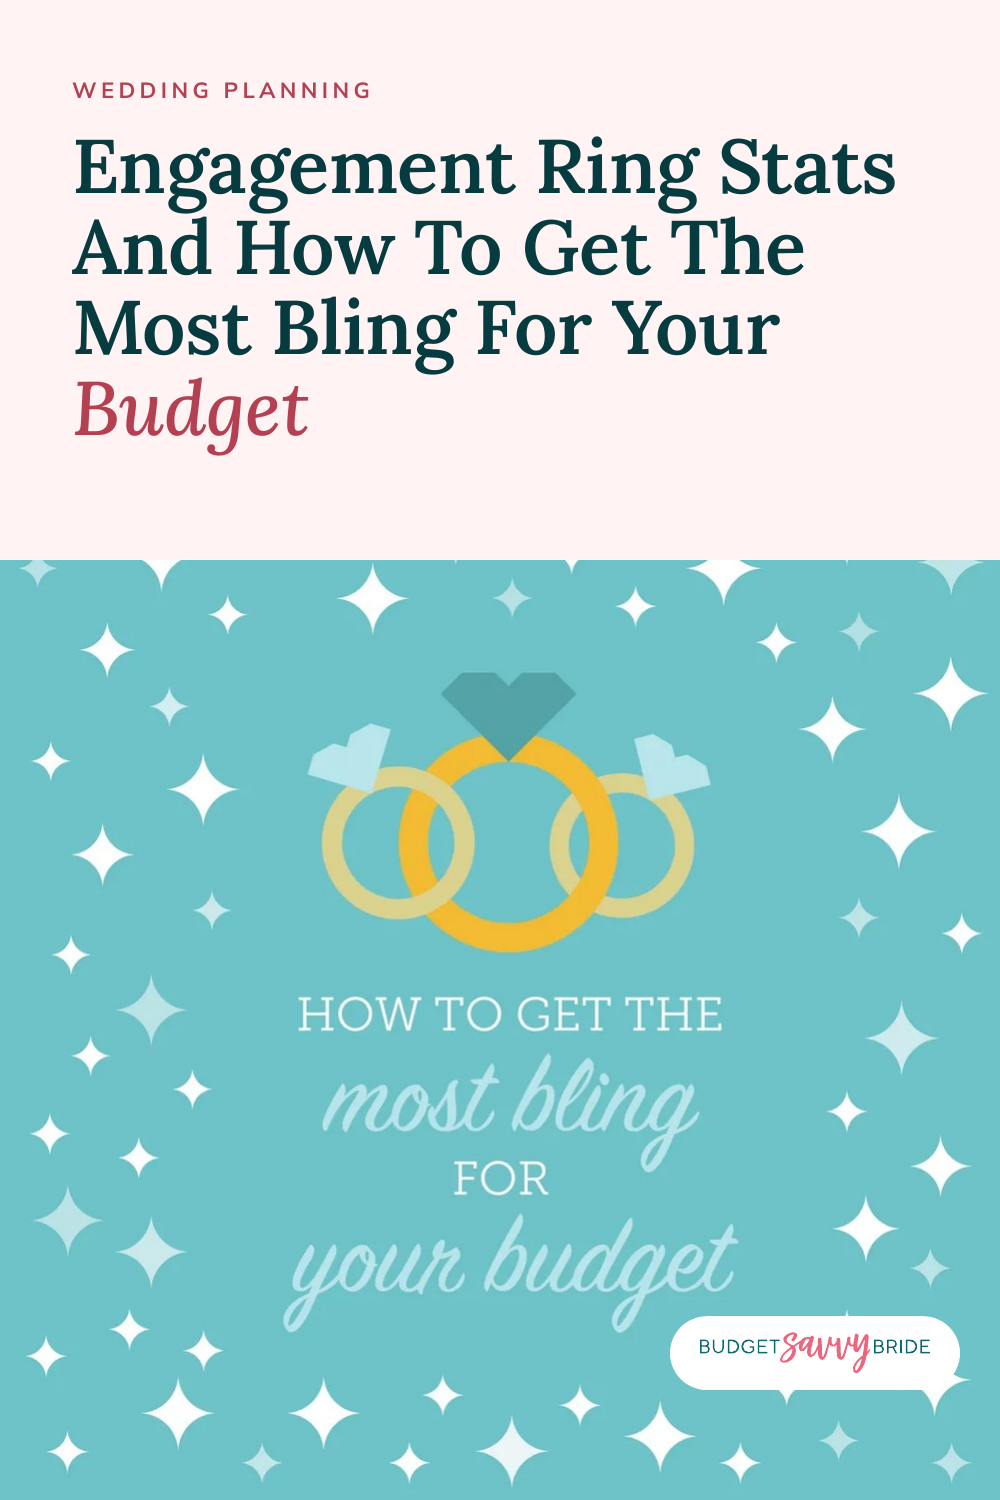 WEDDING PLANNING
Engagement Ring Stats
And How To Get The
Most Bling For Your
Budget
HOW TO GET THE
most bling
FOR
your budget
BUDGET savvy BRIDE